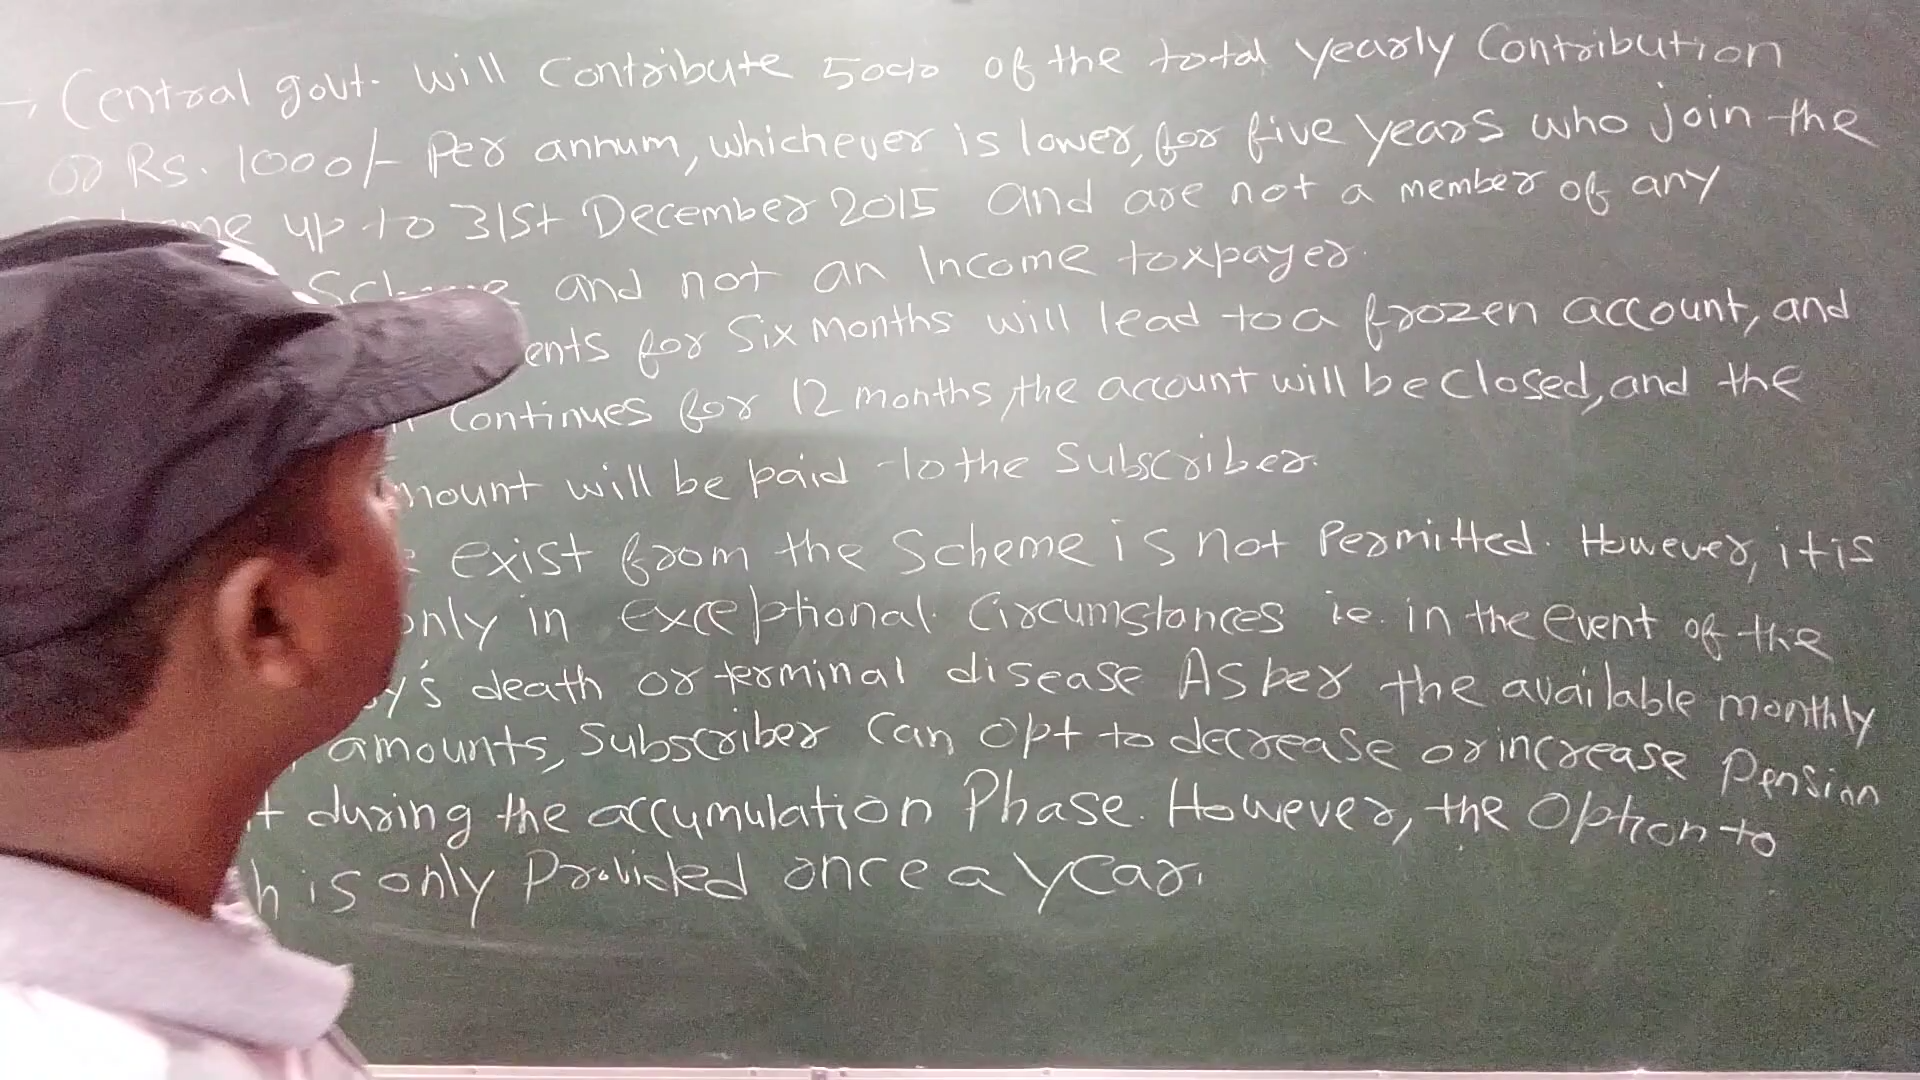 → Central govt. will contribute 50% of the total yearly Contribution
or Rs. 1000/- Per annum, whichever is lower, for five years who join the
up to 31st December 2015 and are not a member of any
and not an Income taxpayer.
for Six months will lead to a frozen account, and
Continues for 12 months, the account will be closed, and the
will be paid to the Subscriber.
exist from the Scheme is not Permitted. However, it is
only in exceptional Circumstances ie. in the event of the
death or terminal disease As per the available monthly
amounts, Subscriber Can opt to decrease or increase Pension
during the accumulation Phase. However, the Option to
is only Provided once a year.